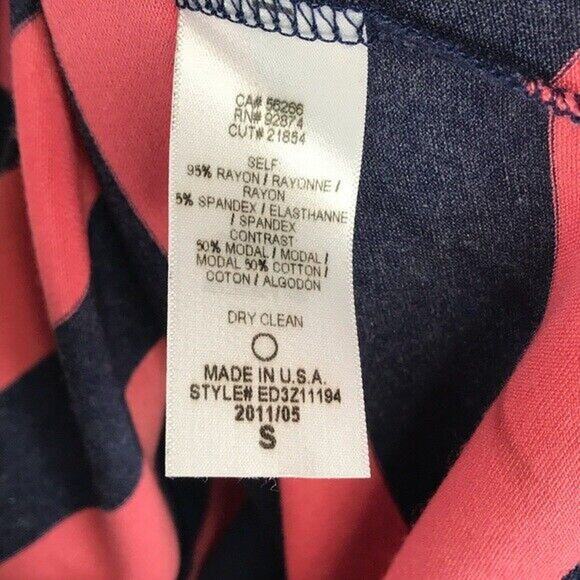 CA# 56266
RN# 92874
CUT# 21854
SELF:
95% RAYON / RAYONNE /
RAYON
5% SPANDEX / ELASTHANNE
/ SPANDEX
CONTRAST:
50% MODAL / MODAL /
MODAL 50% COTTON /
COTON / ALGODON
DRY CLEAN
MADE IN U.S.A.
STYLE# ED3Z11194
2011/05
S